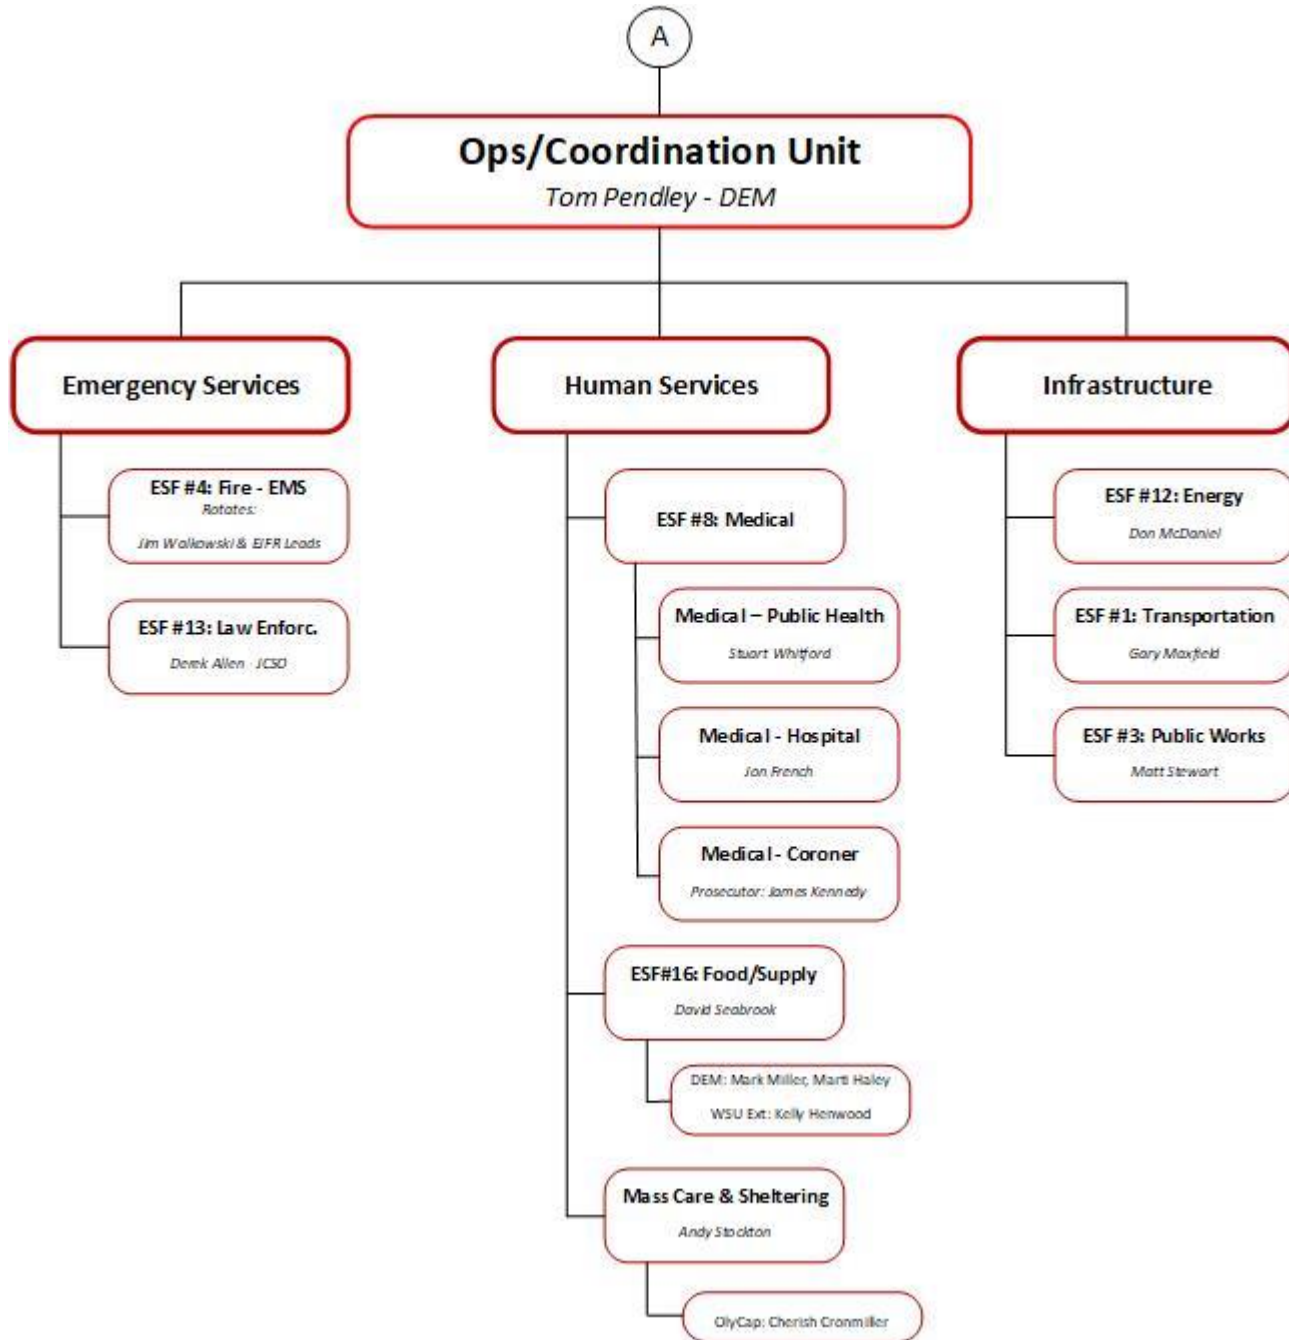 A
Ops/Coordination Unit
Tom Pendley - DEM
Emergency Services
ESF #4: Fire - EMS
Rotates:
Jim Walkowski & EJFR Leads
ESF #13: Law Enforc.
Derek Allen - JCSO
Human Services
ESF #8: Medical
Medical – Public Health
Stuart Whitford
Medical - Hospital
Jon French
Medical - Coroner
Prosecutor: James Kennedy
ESF#16: Food/Supply
David Seabrook
DEM: Mark Miller, Marti Haley
WSU Ext: Kelly Henwood
Mass Care & Sheltering
Andy Stockton
OlyCap: Cherish Cronmiller
Infrastructure
ESF #12: Energy
Don McDaniel
ESF #1: Transportation
Gary Maxfield
ESF #3: Public Works
Matt Stewart